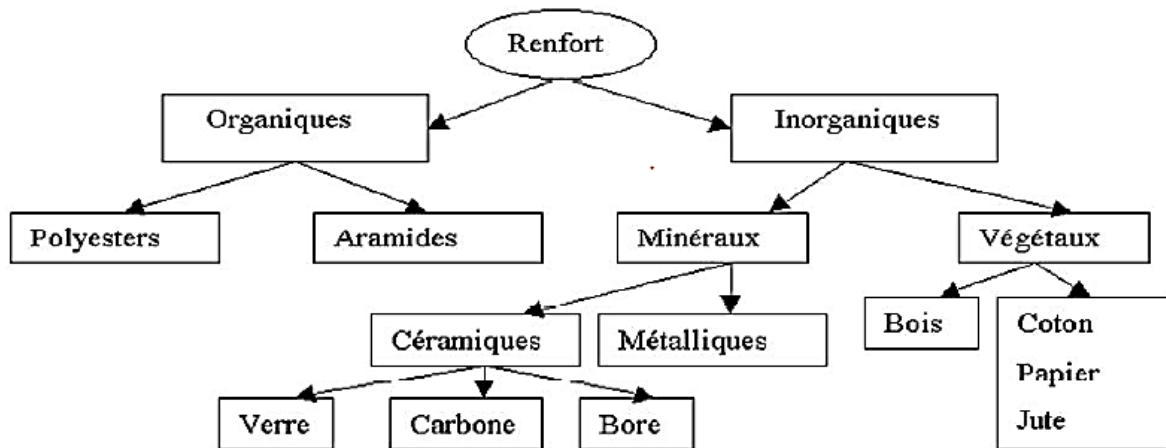 Renfort
Organiques
Inorganiques
Polyesters
Aramides
Minéraux
Végétaux
Céramiques
Métalliques
Bois
Coton
Papier
Jute
Verre
Carbone
Bore